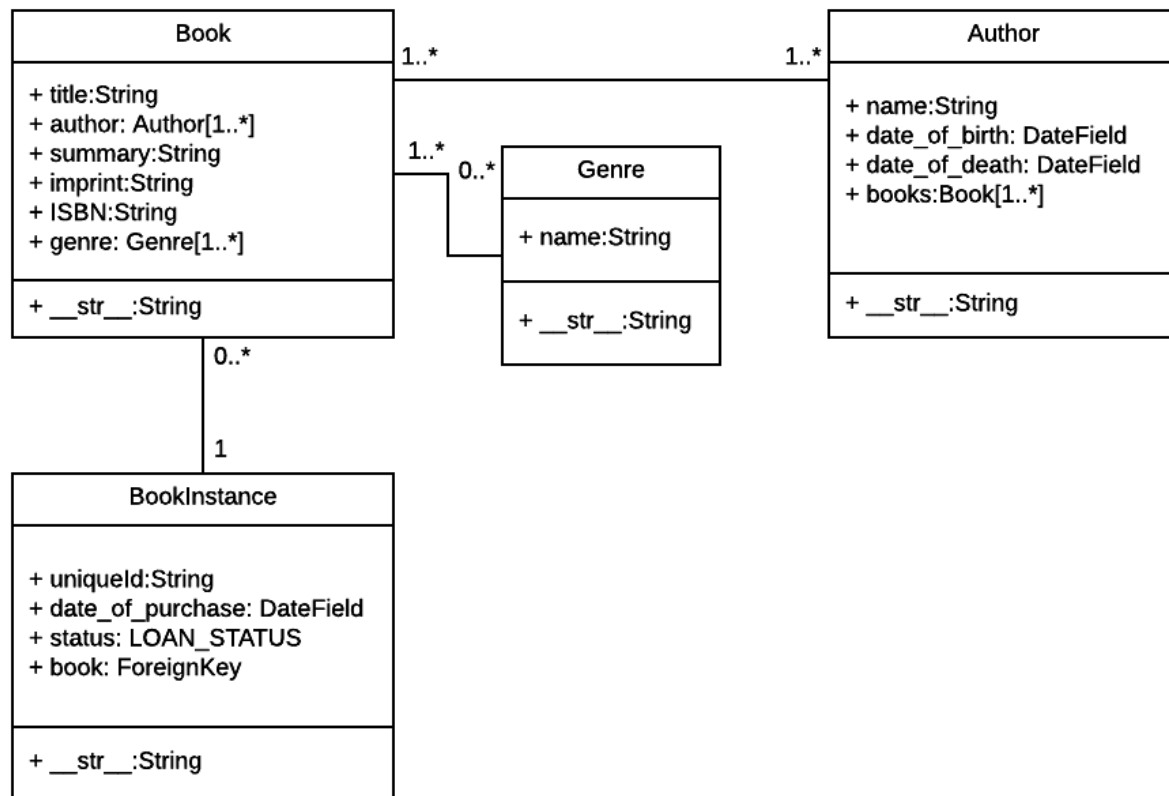 Book
+ title:String
+ author: Author[1..*]
+ summary:String
+ imprint:String
+ ISBN:String
+ genre: Genre[1..*]
+ __str__:String
1..*
1..*
Author
+ name:String
+ date_of_birth: DateField
+ date_of_death: DateField
+ books:Book[1..*]
+ __str__:String
1..*
0..*
Genre
+ name:String
+ __str__:String
0..*
1
BookInstance
+ uniqueId:String
+ date_of_purchase: DateField
+ status: LOAN_STATUS
+ book: ForeignKey
+ __str__:String